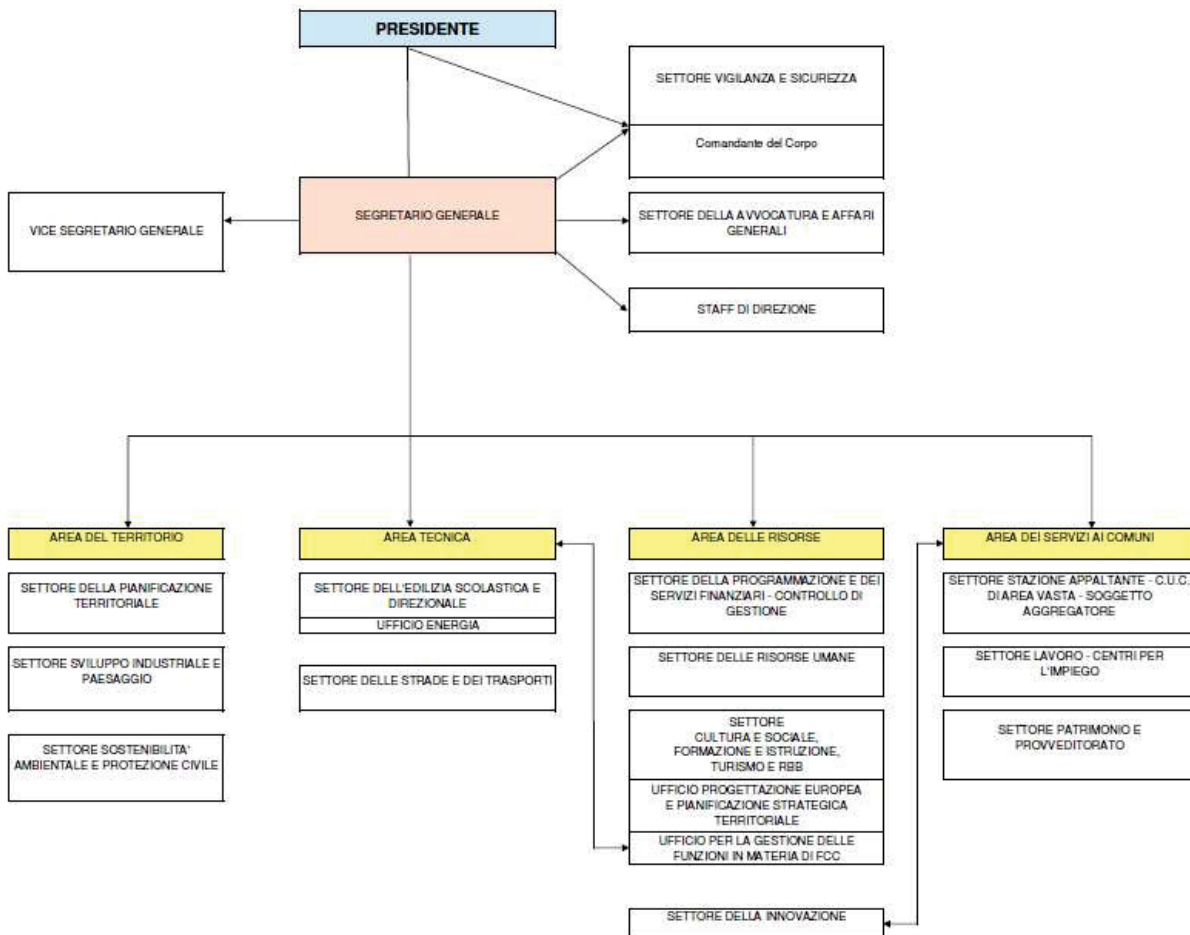 PRESIDENTE
SETTORE VIGILANZA E SICUREZZA
Comandante del Corpo
SEGRETARIO GENERALE
VICE SEGRETARIO GENERALE
SETTORE DELLA AVVOCATURA E AFFARI
GENERALI
STAFF DI DIREZIONE
AREA DEL TERRITORIO
SETTORE DELLA PIANIFICAZIONE
TERRITORIALE
SETTORE SVILUPPO INDUSTRIALE E
PAESAGGIO
SETTORE SOSTENIBILITA'
AMBIENTALE E PROTEZIONE CIVILE
AREA TECNICA
SETTORE DELL'EDILIZIA SCOLASTICA E
DIREZIONALE
UFFICIO ENERGIA
SETTORE DELLE STRADE E DEI TRASPORTI
AREA DELLE RISORSE
SETTORE DELLA PROGRAMMAZIONE E DEI
SERVIZI FINANZIARI - CONTROLLO DI
GESTIONE
SETTORE DELLE RISORSE UMANE
SETTORE
CULTURA E SOCIALE,
FORMAZIONE E ISTRUZIONE,
TURISMO E RBB
UFFICIO PROGETTAZIONE EUROPEA
E PIANIFICAZIONE STRATEGICA
TERRITORIALE
UFFICIO PER LA GESTIONE DELLE
FUNZIONI IN MATERIA DI FCC
SETTORE DELLA INNOVAZIONE
AREA DEI SERVIZI AI COMUNI
SETTORE STAZIONE APPALTANTE - C.U.C.
DI AREA VASTA - SOGGETTO
AGGREGATORE
SETTORE LAVORO - CENTRI PER
L'IMPIEGO
SETTORE PATRIMONIO E
PROVVEDITORATO